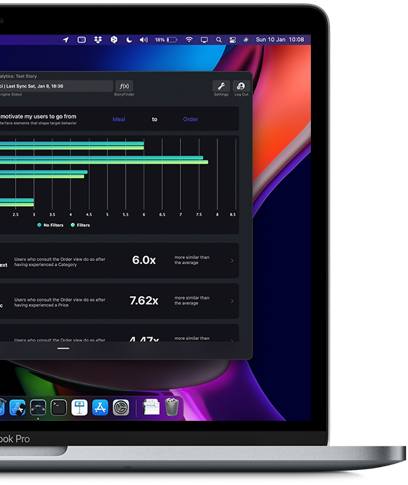 18%
Sun 10 Jan 10:08
alytics: Test Story
ci | Last Sync Sat, Jan 9, 18:36
ƒ(x)
Engine Status
StoryFinder
Settings
Log Out
motivate my users to go from
Meal
to
Order
terface elements that shape target behavior
2.5 3 3.5 4 4.5 5 5.5 6 6.5 7 7.5 8 8.5
No Filters
Filters
ext
Users who consult the Order view do so after
having experienced a Category
6.0x
more similar than
the average
c
Users who consult the Order view do so after
having experienced a Price
7.62x
more similar than
the average
Users who consult the Order view do so after
4.47x
more similar than
ook Pro